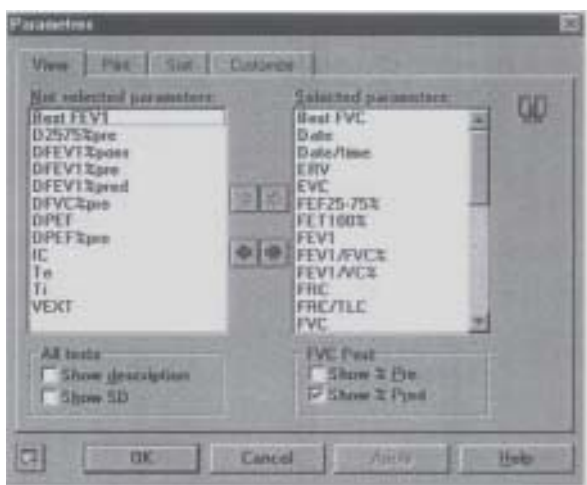 Parameters
View Print Sort Customize
Not selected parameters:
Best FEV1
D2575%pre
DFEV1%poss
DFEV1%pre
DFEV1%pred
DFVC%pre
DPEF
DPEF%pre
IC
Te
Ti
VEXT
Selected parameters:
Best FVC
Date
Date/time
ERV
EVC
FEF25-75%
FET100%
FEV1
FEV1/FVC%
FEV1/VC%
FRC
FRC/TLC
FVC
All tests
Show description
Show SD
FVC Post
Show % Pre
Show % Pred
OK Cancel Apply Help